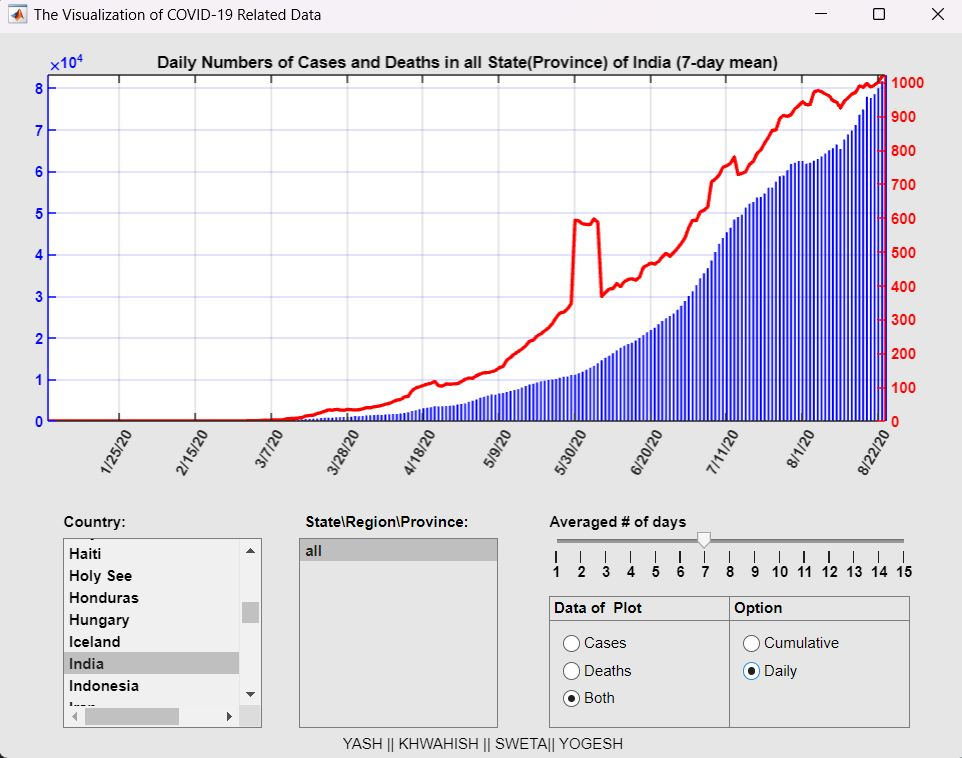 The Visualization of COVID-19 Related Data
×10⁴
Daily Numbers of Cases and Deaths in all State(Province) of India (7-day mean)
8
7
6
5
4
3
2
1
0
1000
900
800
700
600
500
400
300
200
100
0
1/25/20 2/15/20 3/7/20 3/28/20 4/18/20 5/9/20 5/30/20 6/20/20 7/11/20 8/1/20 8/22/20
Country:
Haiti
Holy See
Honduras
Hungary
Iceland
India
Indonesia
State\Region\Province:
all
Averaged # of days
1 2 3 4 5 6 7 8 9 10 11 12 13 14 15
Data of Plot
Cases
Deaths
Both
Option
Cumulative
Daily
YASH || KHWAHISH || SWETA|| YOGESH